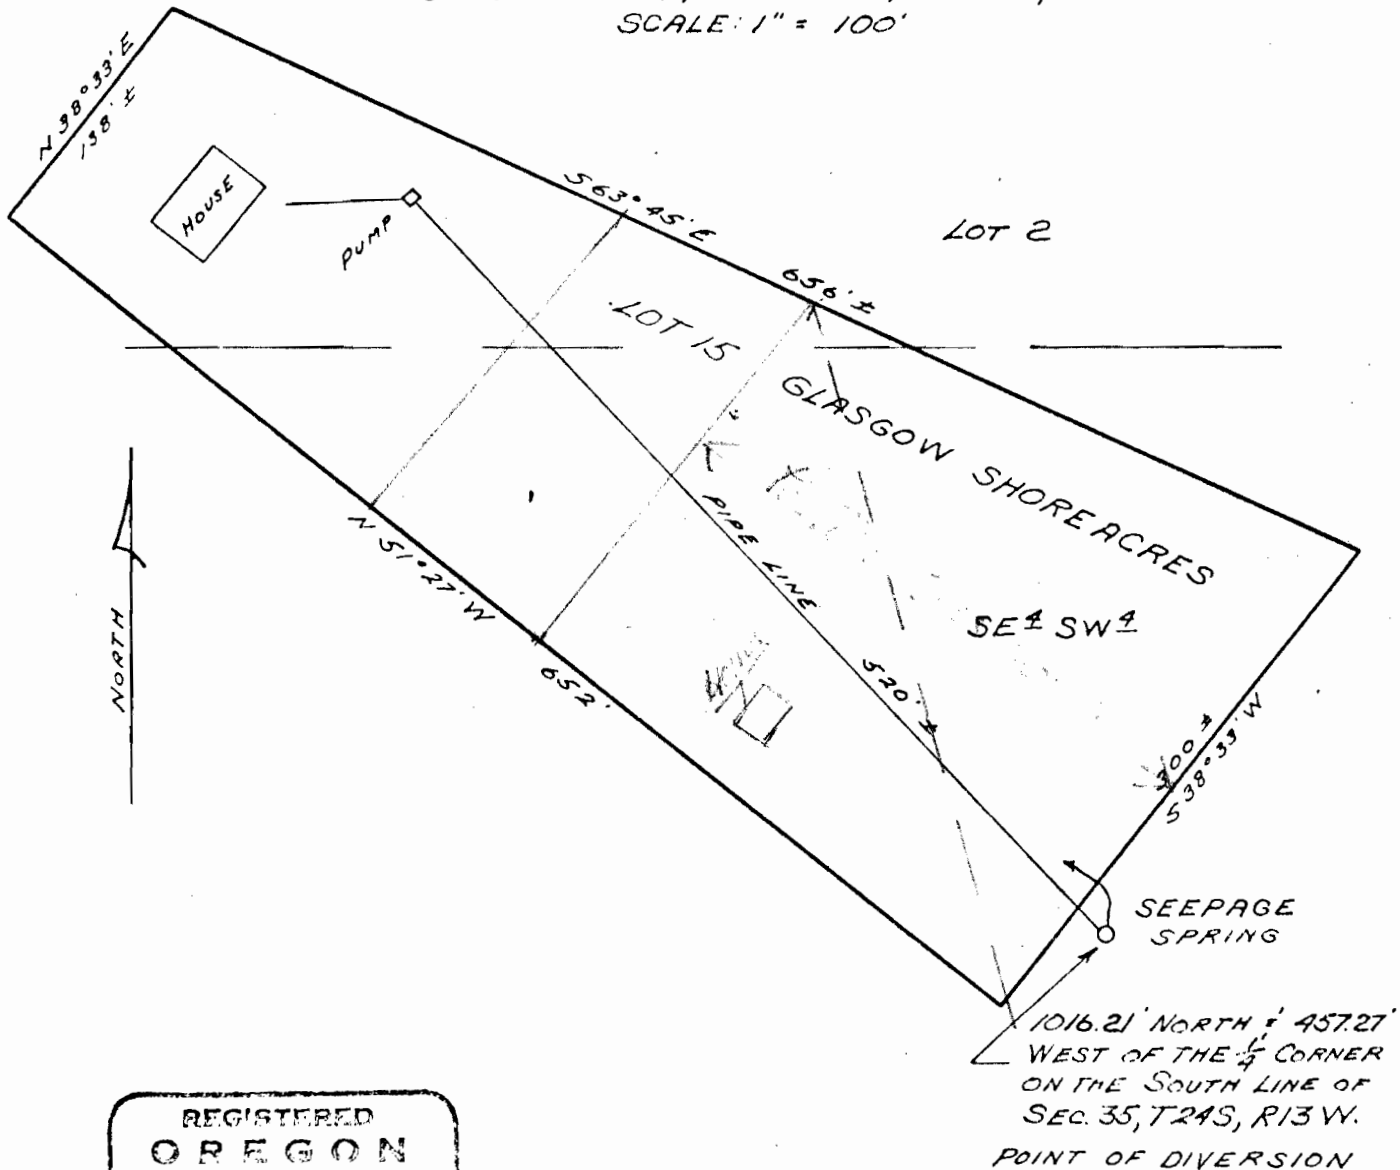 SCALE: 1" = 100'
N 38°33' E
138' ±
HOUSE
PUMP
S 63° 45' E
656' ±
LOT 2
LOT 15
GLASGOW SHOREACRES
PIPE LINE
520' ±
SE¼ SW¼
N 51° 27' W
652'
NORTH
300 ±
S 38° 33' W
SEEPAGE
SPRING
1016.21' NORTH & 457.27'
WEST OF THE ¼ CORNER
ON THE SOUTH LINE OF
SEC. 35, T24S, R13 W.
POINT OF DIVERSION
REGISTERED
OREGON